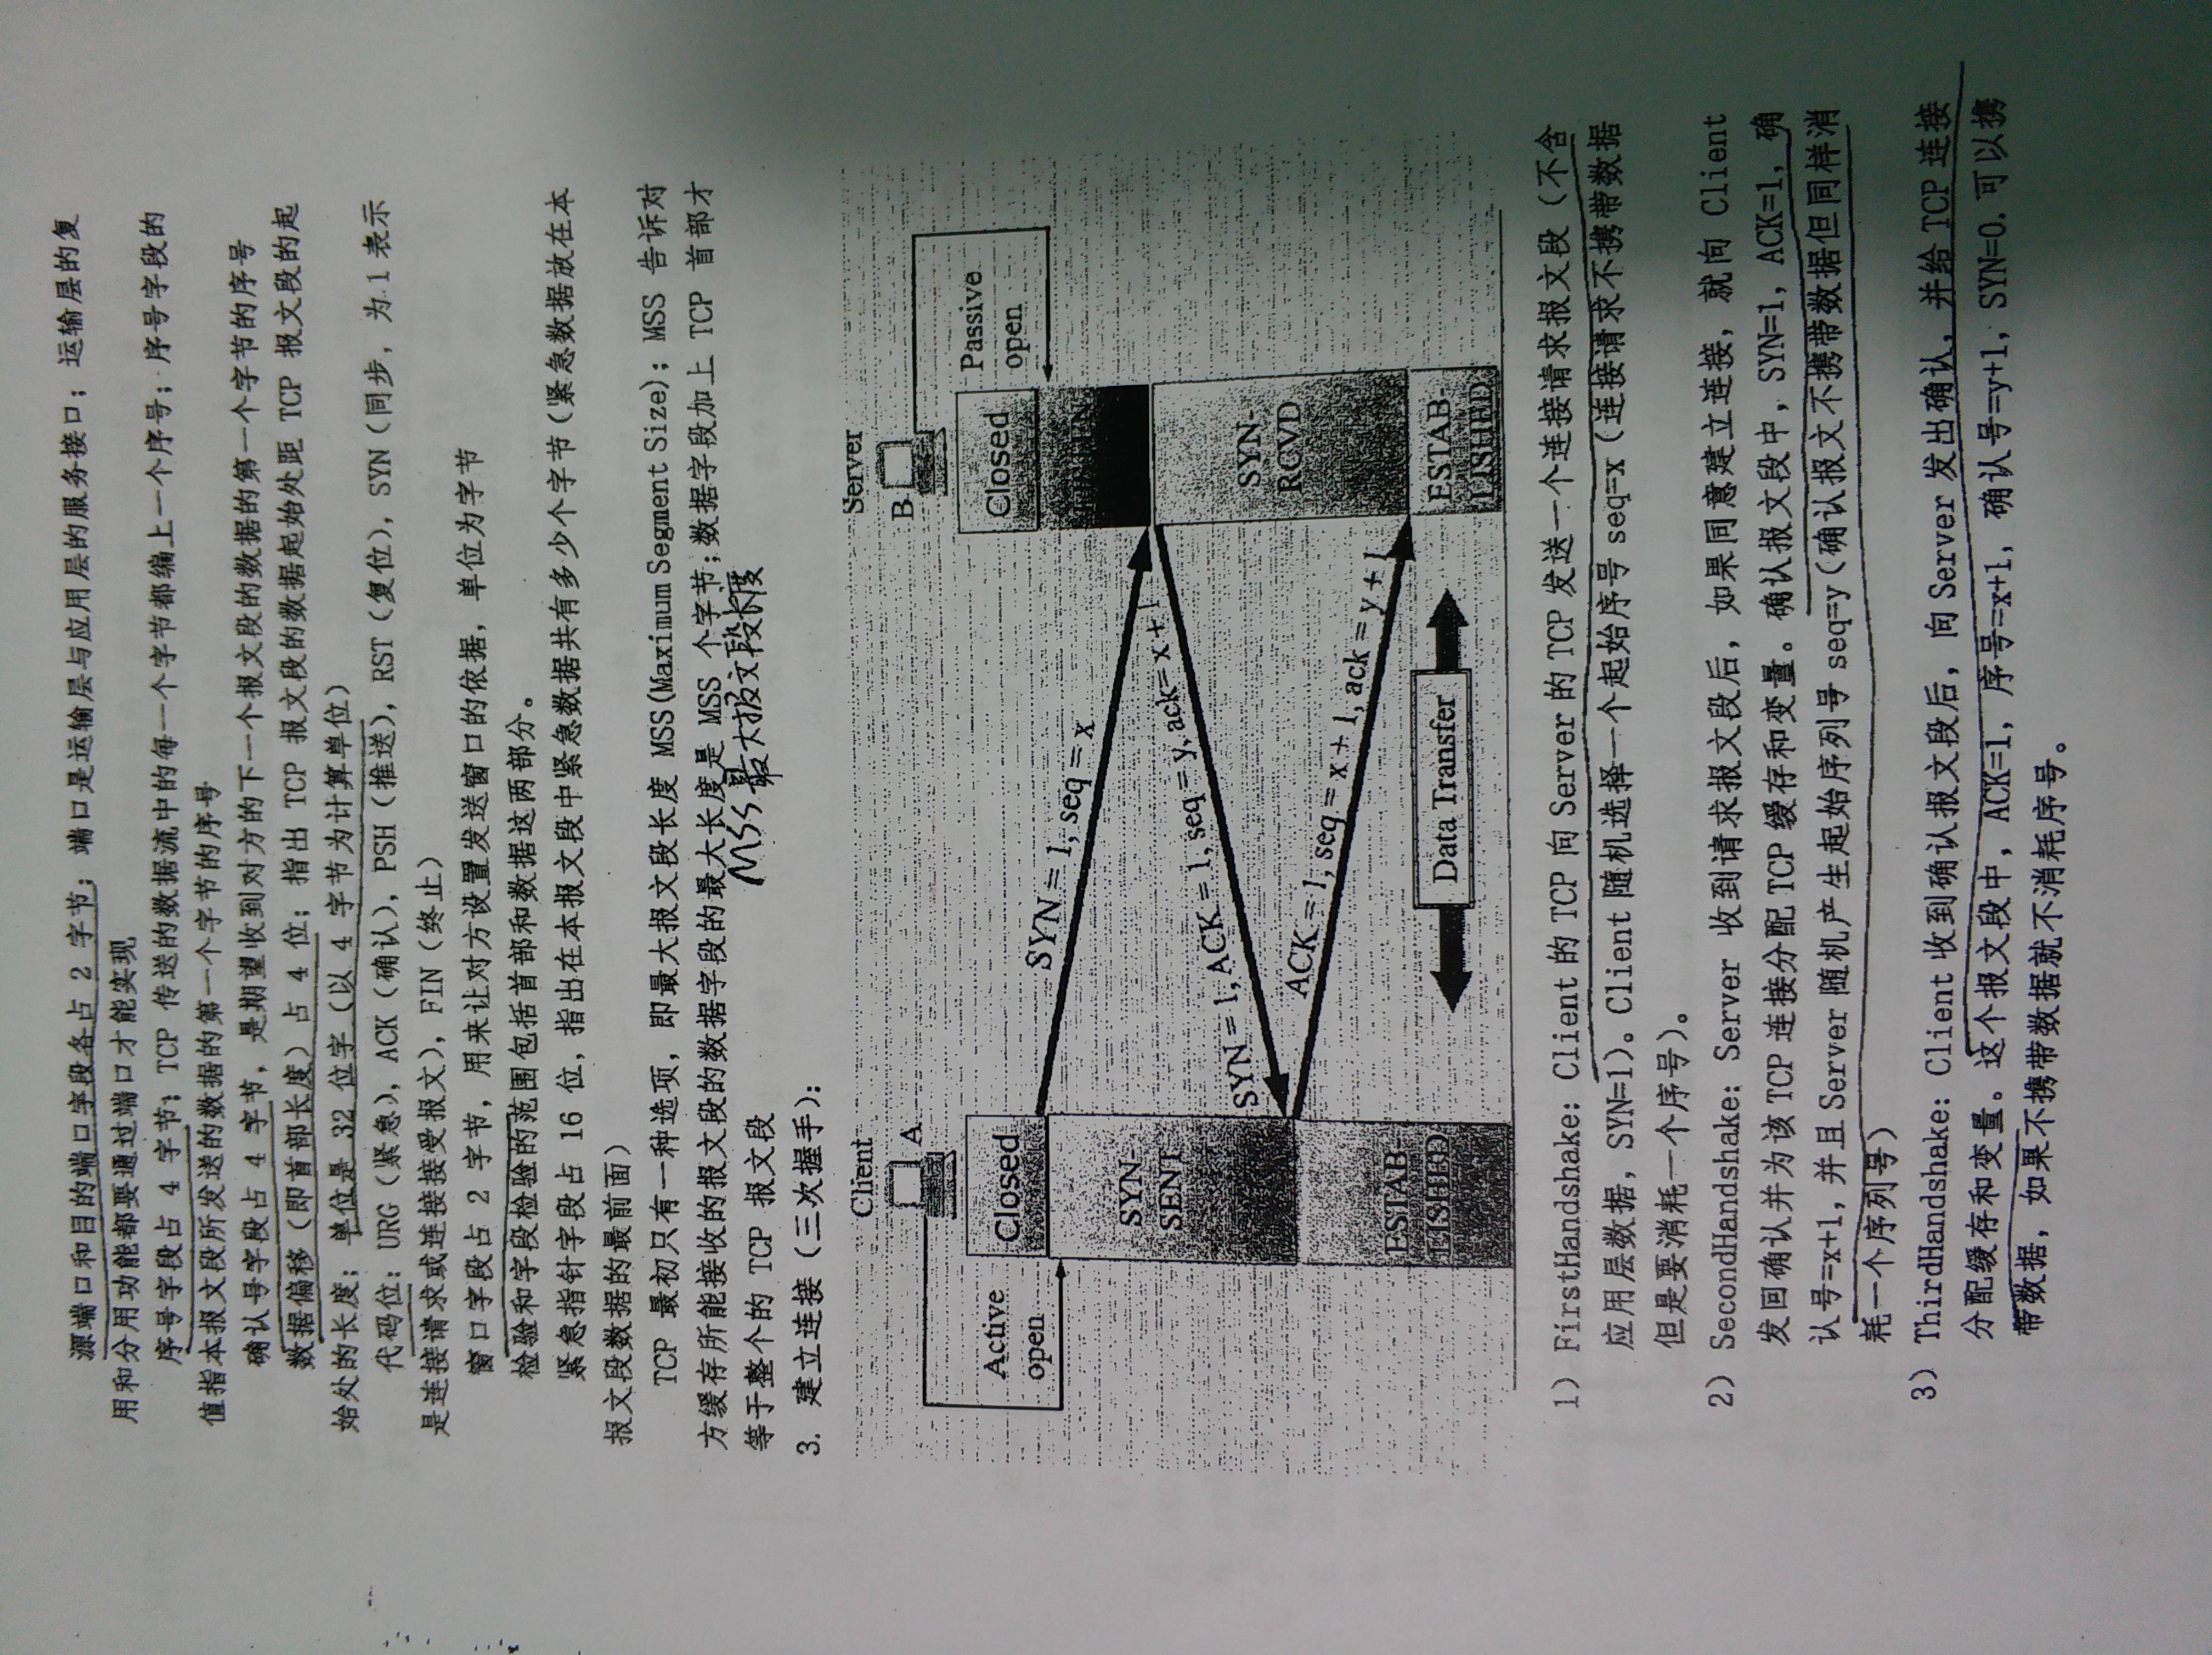 源端口和目的端口字段各占 2 字节；端口是运输层与应用层的服务接口；运输层的复
用和分用功能都要通过端口才能实现
序号字段占 4 字节；TCP 传送的数据流中的每一个字节都编上一个序号；序号字段的
值指本报文段所发送的数据的第一个字节的序号
确认号字段占 4 字节，是期望收到对方的下一个报文段的数据的第一个字节的序号
数据偏移（即首部长度）占 4 位；指出 TCP 报文段的数据起始处距 TCP 报文段的起
始处的长度；单位是 32 位字（以 4 字节为计算单位）
代码位：URG（紧急），ACK（确认），PSH（推送），RST（复位），SYN（同步，为 1 表示
是连接请求或连接接受报文），FIN（终止）
窗口字段占 2 字节，用来让对方设置发送窗口的依据，单位为字节
检验和字段检验的范围包括首部和数据这两部分。
紧急指针字段占 16 位，指出在本报文段中紧急数据共有多少个字节（紧急数据放在本
报文段数据的最前面）
TCP 最初只有一种选项，即最大报文段长度 MSS(Maximum Segment Size)；MSS 告诉对
方缓存所能接收的报文段的数据字段的最大长度是 MSS 个字节；数据字段加上 TCP 首部才
等于整个的 TCP 报文段
MSS 最大报文段长度
3. 建立连接（三次握手）：
Client
Server
A
B
Active
open
Closed
Closed
Passive
open
SYN = 1, seq = x
LISTEN
SYN-
SENT
SYN = 1, ACK = 1, seq = y, ack= x + 1
SYN-
RCVD
ACK = 1, seq = x + 1, ack = y + 1
ESTAB-
LISHED
Data Transfer
ESTAB-
LISHED
1）FirstHandshake：Client 的 TCP 向 Server 的 TCP 发送一个连接请求报文段（不含
应用层数据，SYN=1）。Client 随机选择一个起始序号 seq=x（连接请求不携带数据
但是要消耗一个序号）。
2）SecondHandshake：Server 收到请求报文段后，如果同意建立连接，就向 Client
发回确认并为该 TCP 连接分配 TCP 缓存和变量。确认报文段中，SYN=1，ACK=1，确
认号=x+1，并且 Server 随机产生起始序列号 seq=y（确认报文不携带数据但同样消
耗一个序列号）
3）ThirdHandshake：Client 收到确认报文段后，向 Server 发出确认，并给 TCP 连接
分配缓存和变量。这个报文段中，ACK=1，序号=x+1，确认号=y+1，SYN=0. 可以携
带数据，如果不携带数据就不消耗序号。